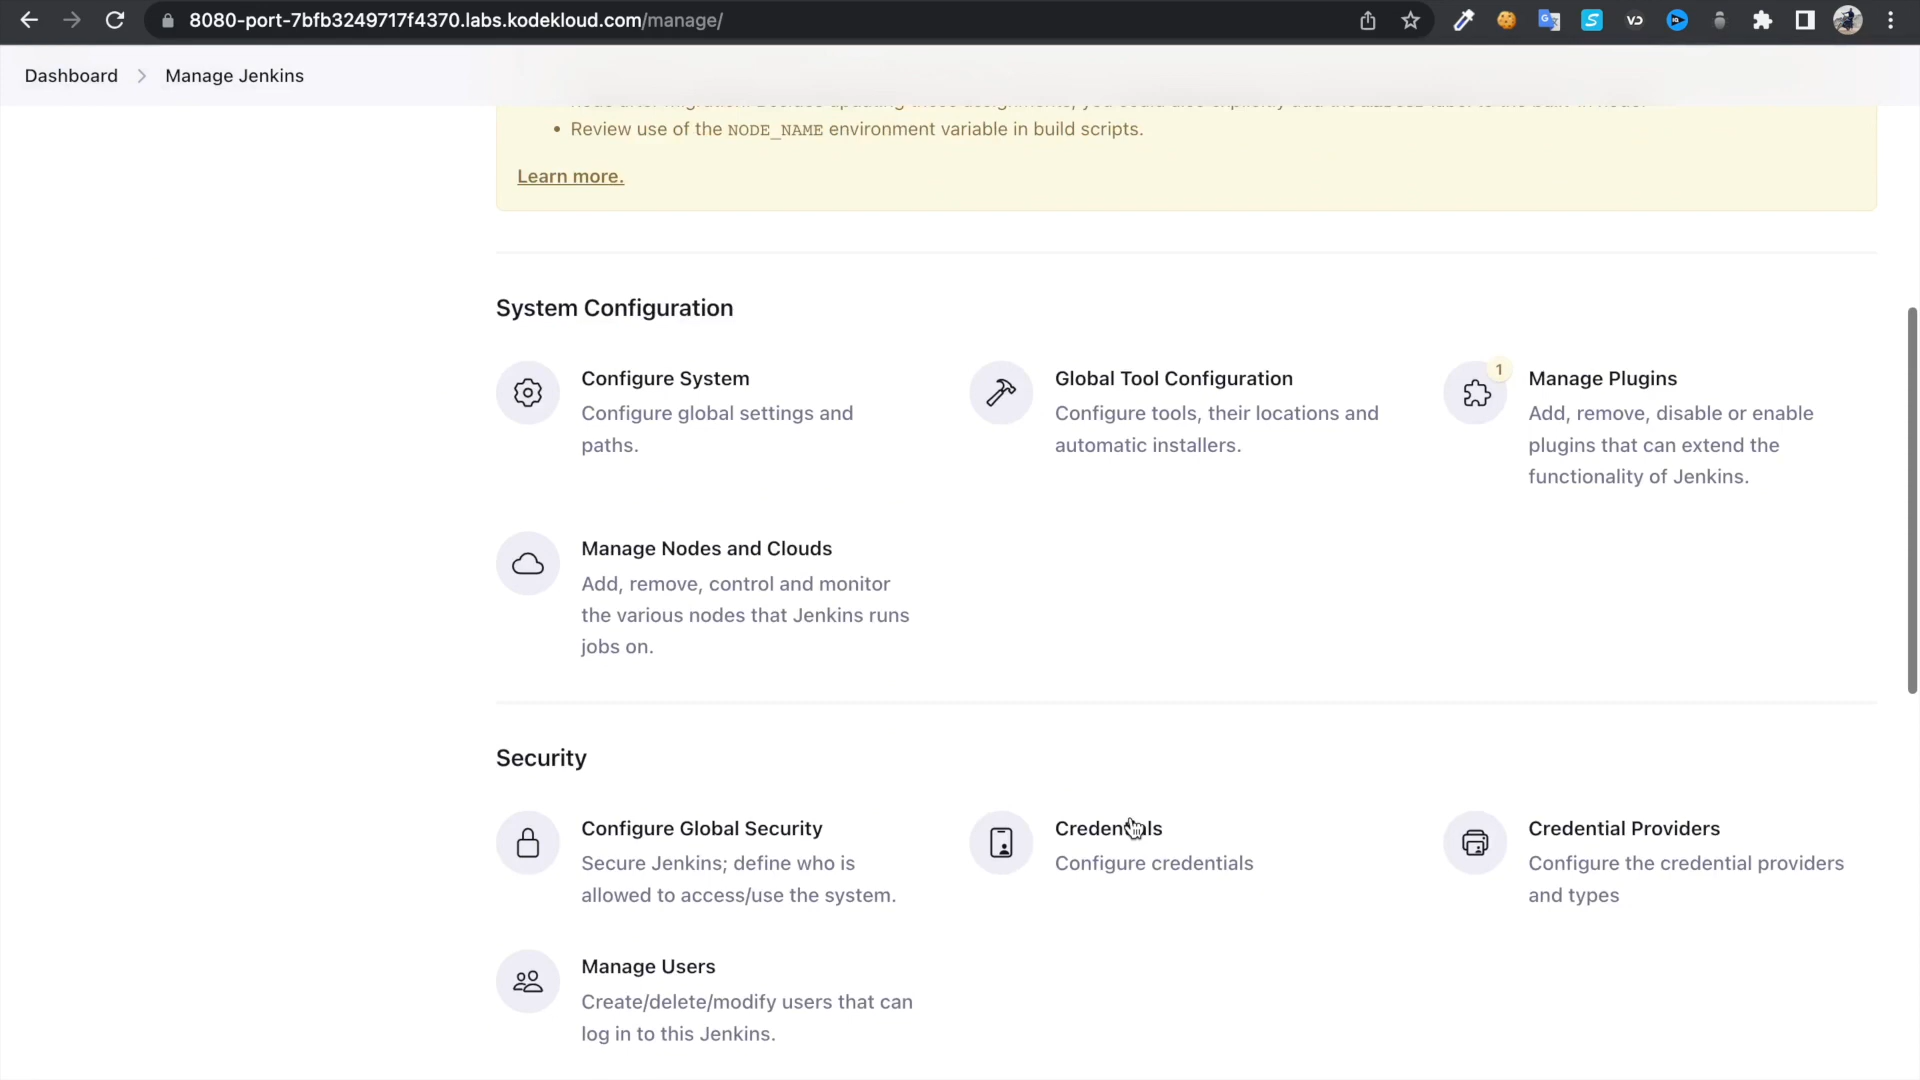 8080-port-7bfb3249717f4370.labs.kodekloud.com/manage/
Dashboard
Manage Jenkins
• Review use of the NODE_NAME environment variable in build scripts.
Learn more.
System Configuration
Configure System
Configure global settings and
paths.
Global Tool Configuration
Configure tools, their locations and
automatic installers.
1
Manage Plugins
Add, remove, disable or enable
plugins that can extend the
functionality of Jenkins.
Manage Nodes and Clouds
Add, remove, control and monitor
the various nodes that Jenkins runs
jobs on.
Security
Configure Global Security
Secure Jenkins; define who is
allowed to access/use the system.
Credentials
Configure credentials
Credential Providers
Configure the credential providers
and types
Manage Users
Create/delete/modify users that can
log in to this Jenkins.